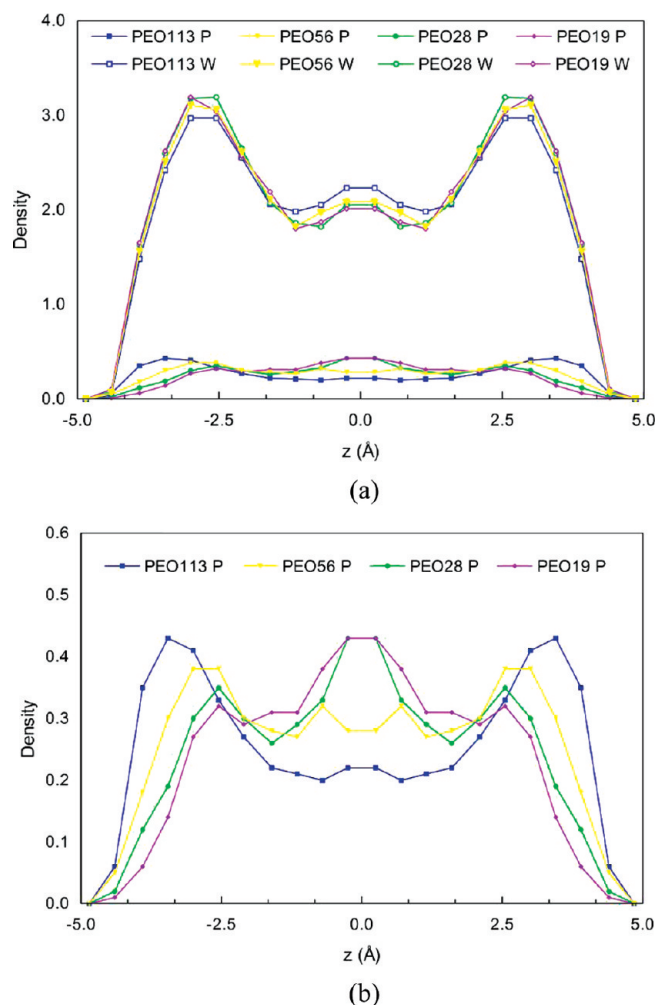 4.0
PEO113 P PEO56 P PEO28 P PEO19 P
PEO113 W PEO56 W PEO28 W PEO19 W
3.0
Density
2.0
1.0
0.0
-5.0 -2.5 0.0 2.5 5.0
z (Å)
(a)
0.6
PEO113 P PEO56 P PEO28 P PEO19 P
0.5
0.4
Density
0.3
0.2
0.1
0.0
-5.0 -2.5 0.0 2.5 5.0
z (Å)
(b)